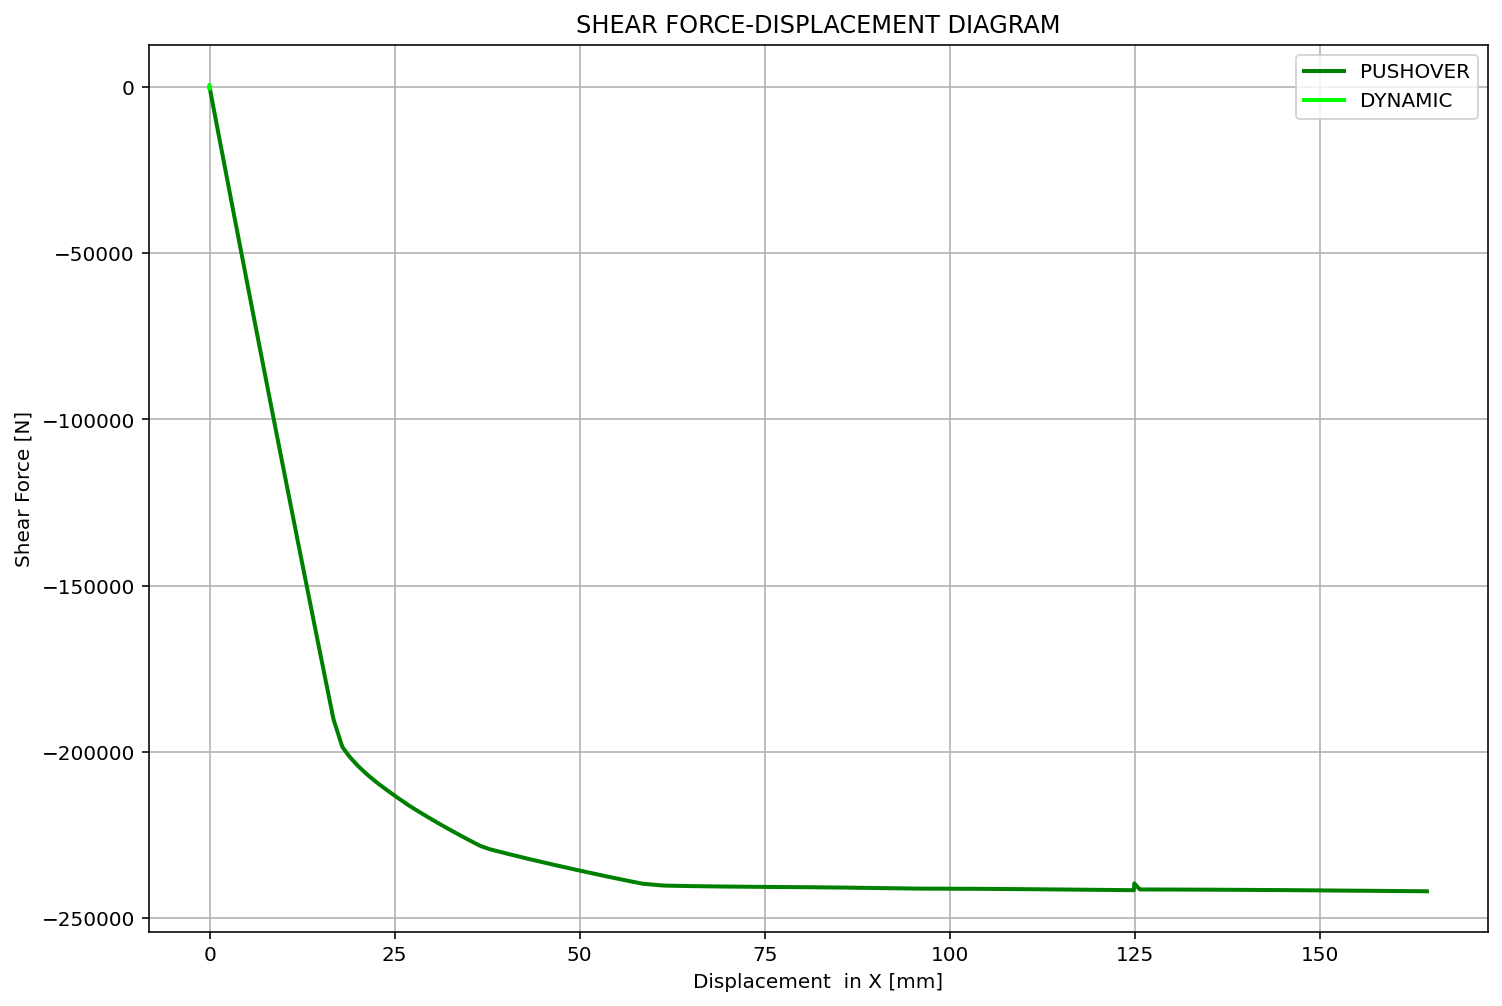 SHEAR FORCE-DISPLACEMENT DIAGRAM
PUSHOVER
DYNAMIC
0
−50000
−100000
−150000
−200000
−250000
Shear Force [N]
0 25 50 75 100 125 150
Displacement  in X [mm]